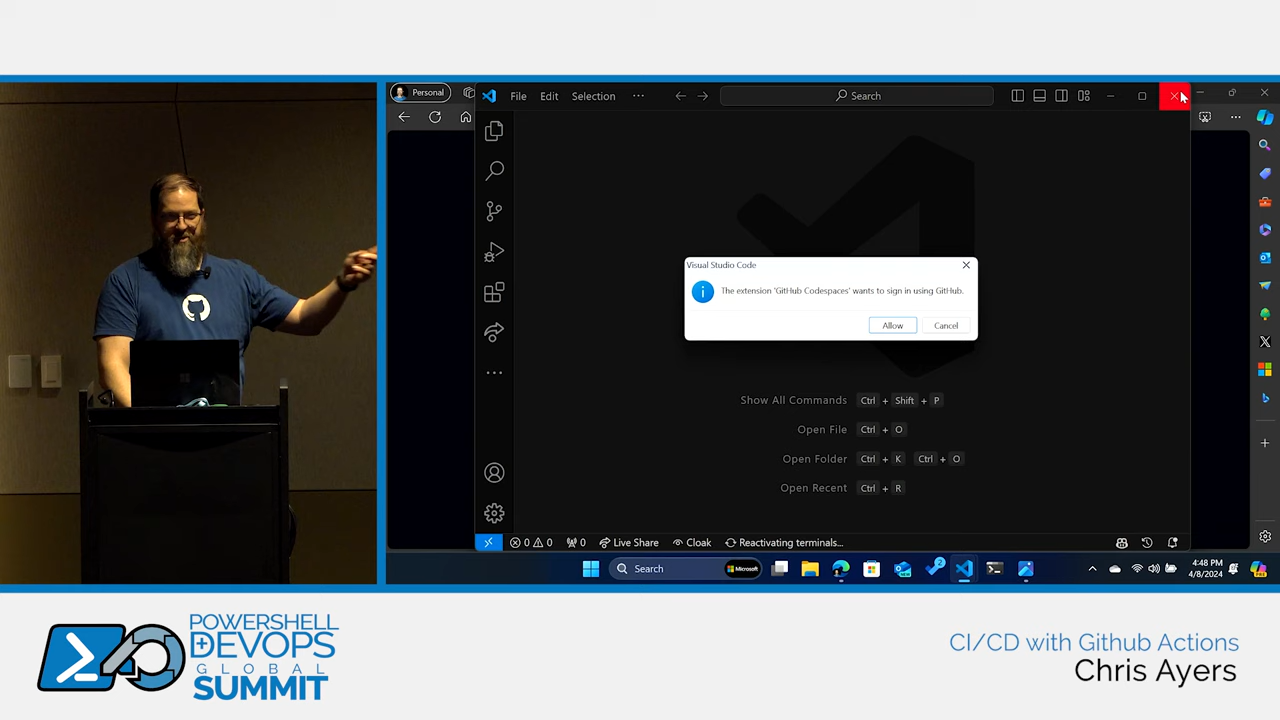 Personal
File Edit Selection ··· Search
Visual Studio Code
The extension 'GitHub Codespaces' wants to sign in using GitHub.
Allow Cancel
Show All Commands Ctrl + Shift + P
Open File Ctrl + O
Open Folder Ctrl + K Ctrl + O
Open Recent Ctrl + R
0 0 0 Live Share Cloak Reactivating terminals...
Search Microsoft
4:48 PM
4/8/2024
POWERSHELL
+DEVOPS
GLOBAL
SUMMIT
CI/CD with Github Actions
Chris Ayers